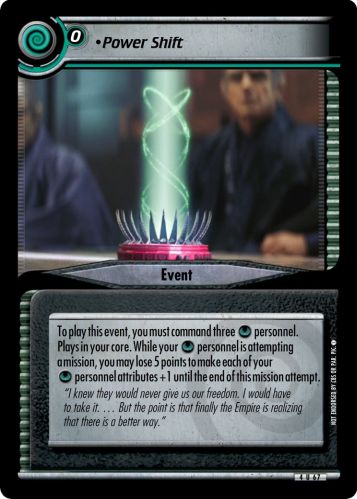 0
•Power Shift
Event
To play this event, you must command three personnel.
Plays in your core. While your personnel is attempting
a mission, you may lose 5 points to make each of your
personnel attributes +1 until the end of this mission attempt.
"I knew they would never give us our freedom. I would
have to take it. . . . But the point is that finally the Empire is realizing
that there is a better way."
NOT ENDORSED BY CBS OR PAR. PIC.
4 U 67